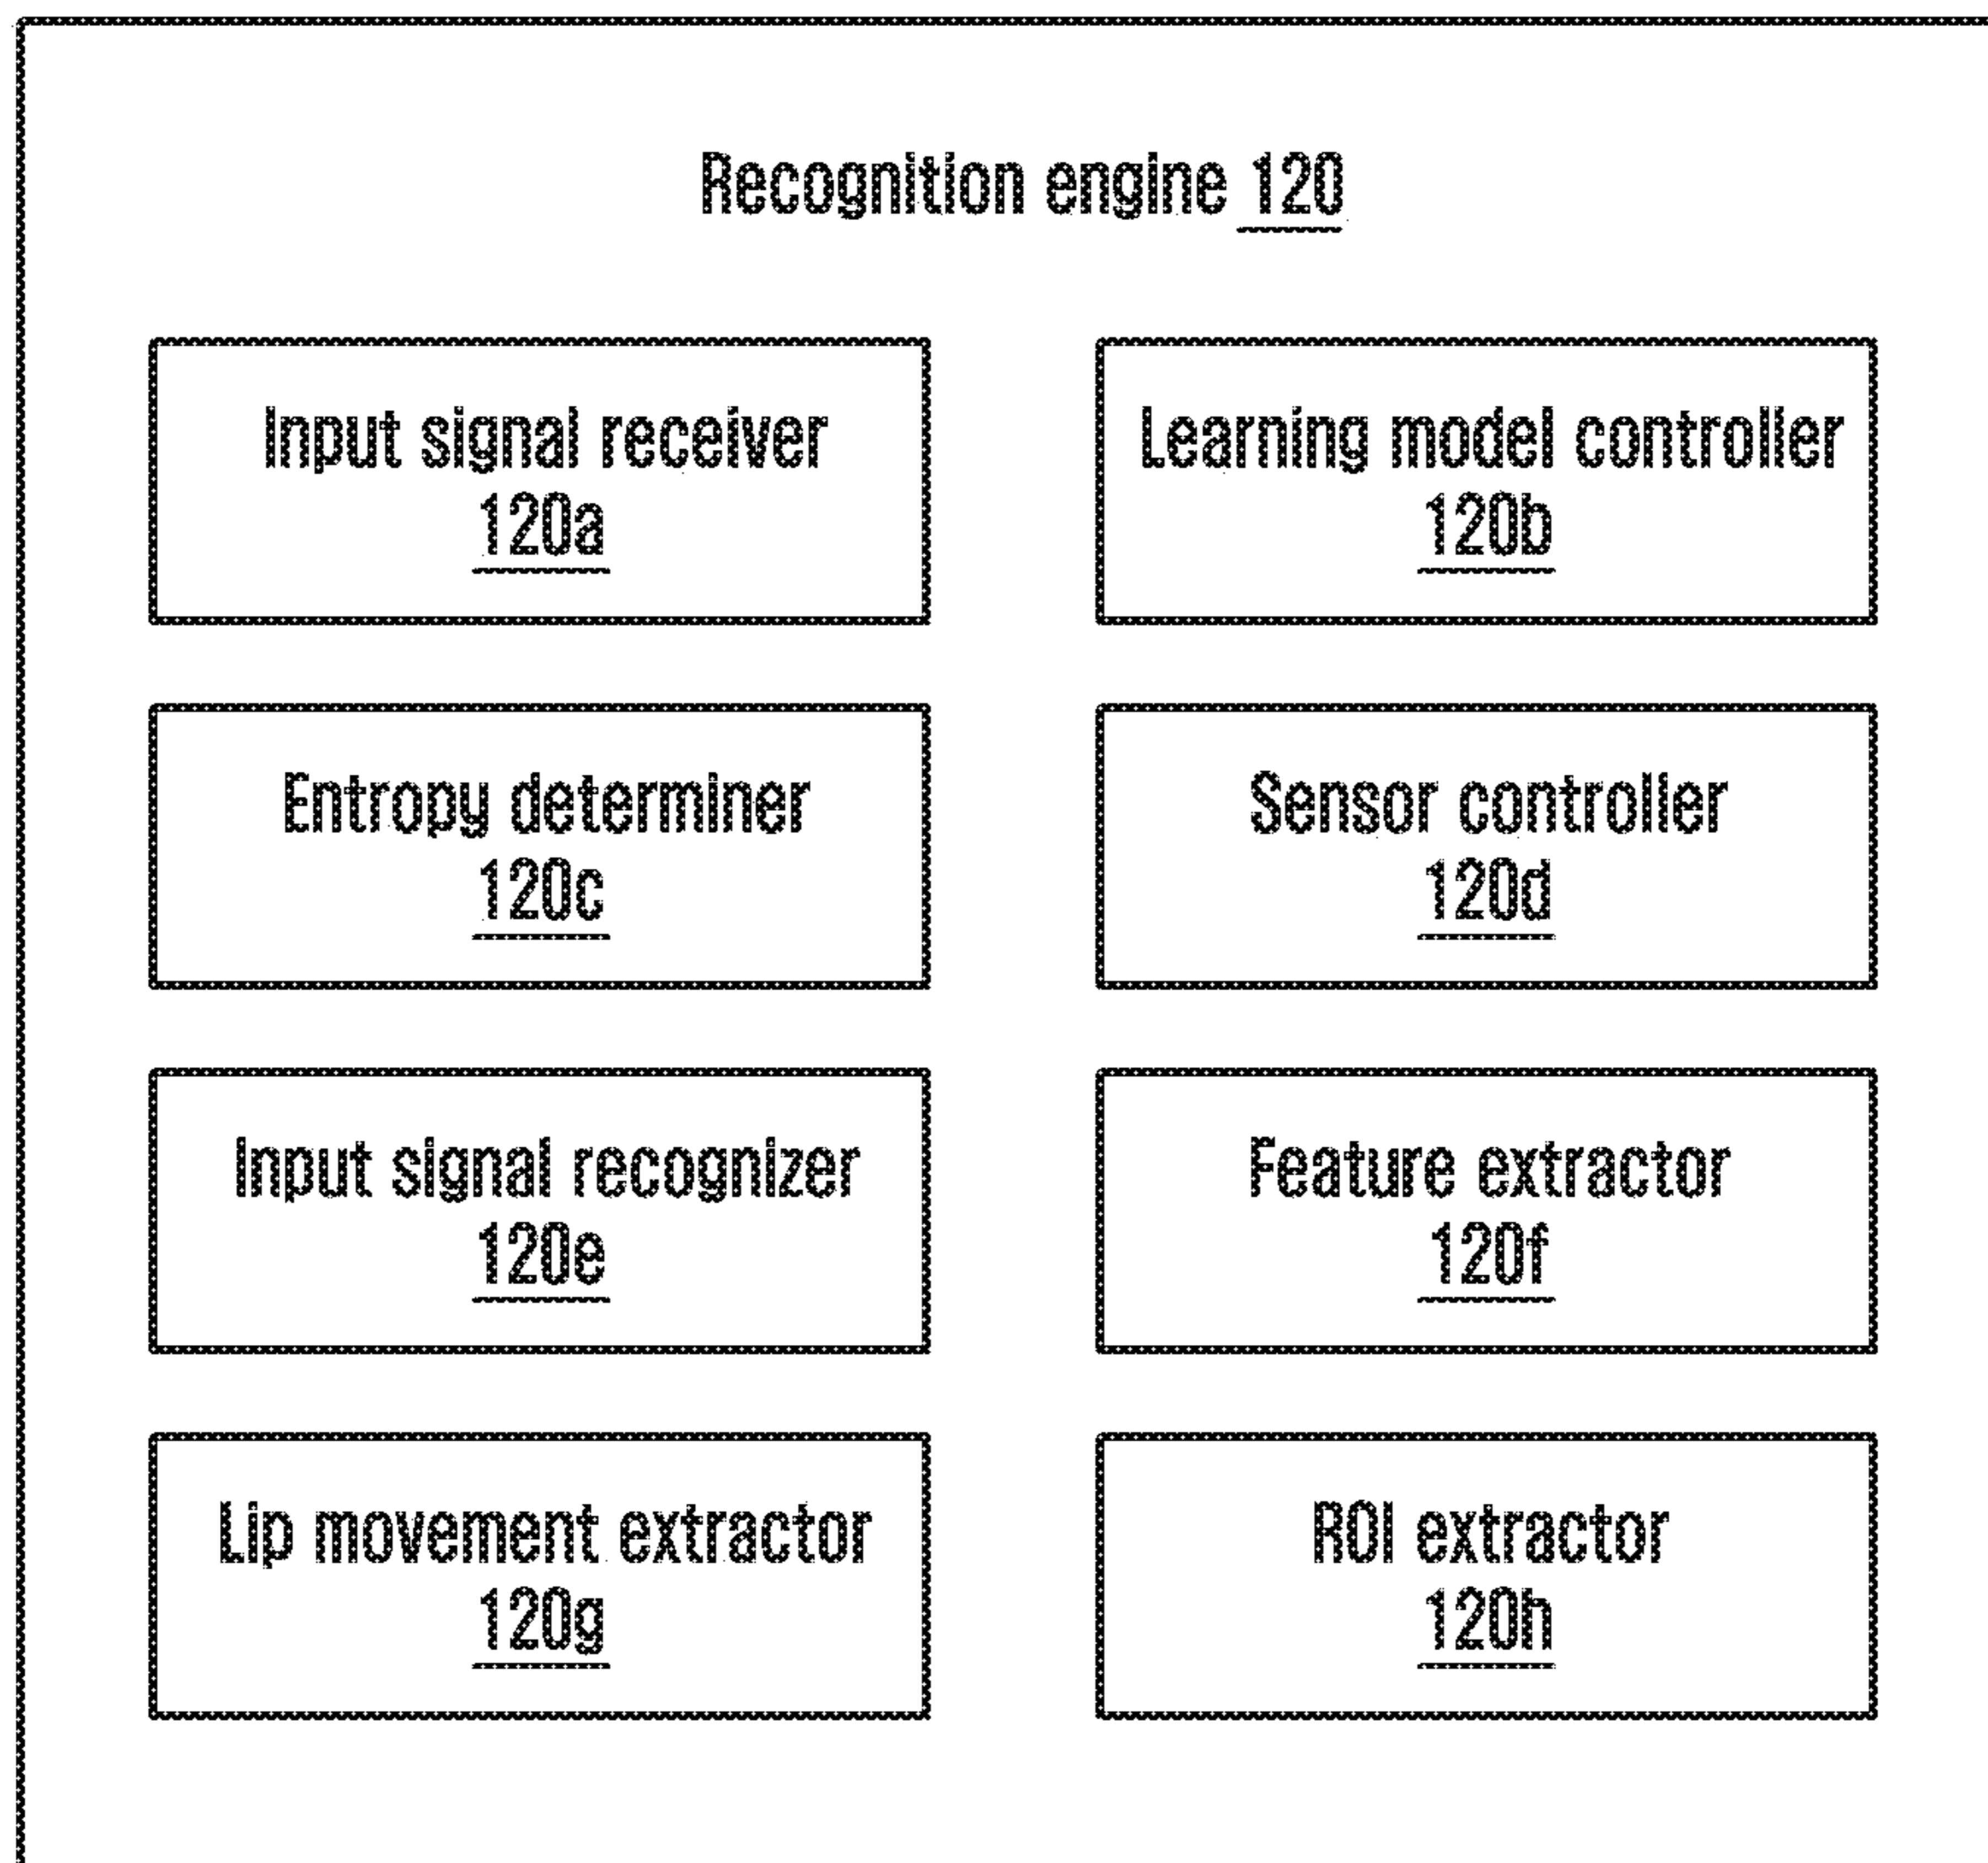 Recognition engine 120
Input signal receiver
120a
Learning model controller
120b
Entropy determiner
120c
Sensor controller
120d
Input signal recognizer
120e
Feature extractor
120f
Lip movement extractor
120g
ROI extractor
120h